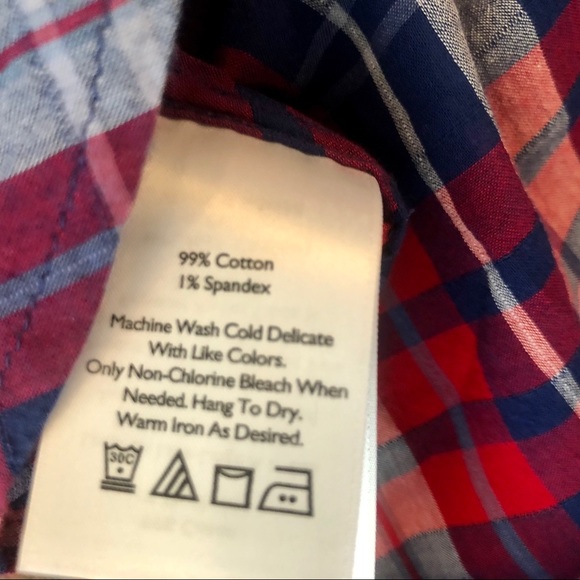 99% Cotton
1% Spandex
Machine Wash Cold Delicate
With Like Colors.
Only Non-Chlorine Bleach When
Needed. Hang To Dry.
Warm Iron As Desired.
30C